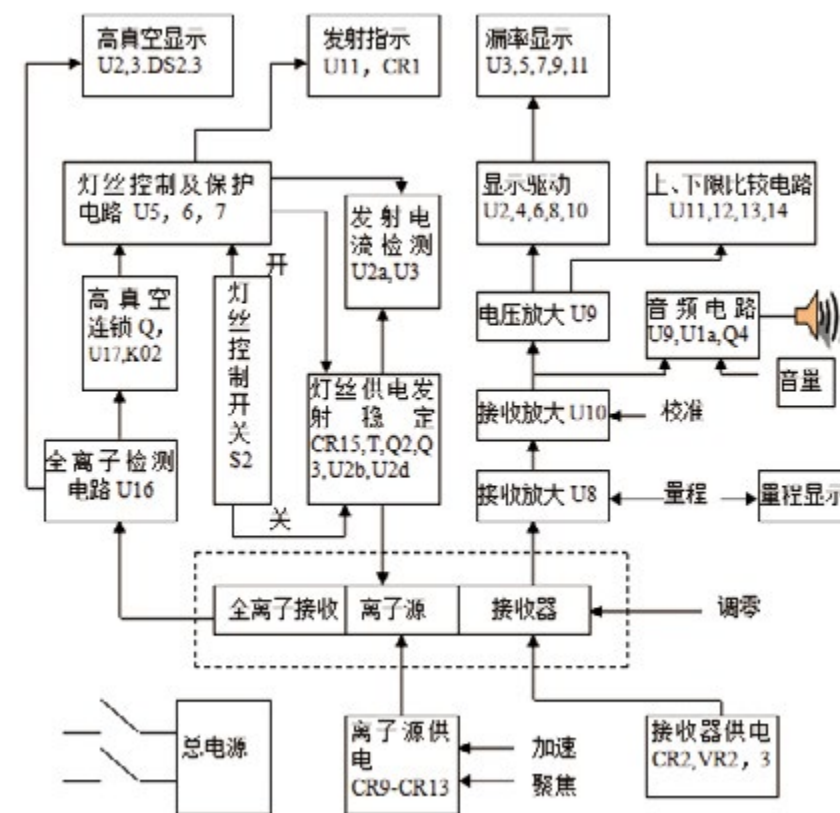 高真空显示
U2,3.DS2.3
发射指示
U11，CR1
漏率显示
U3,5,7,9,11
灯丝控制及保护
电路 U5，6，7
发射电
流检测
U2a,U3
显示驱动
U2,4,6,8,10
上、下限比较电路
U11,12,13,14
开
高真空
连锁 Q，
U17,K02
灯
丝
控
制
开
关
S2
电压放大 U9
音频电路
U9,U1a,Q4
音量
灯丝供电发
射稳定
CR15,T,Q2,Q
3,U2b,U2d
接收放大 U10
校准
全离子检测
电路 U16
接收放大 U8
量程
量程显示
关
全离子接收
离子源
接收器
调零
总电源
离子源供
电
CR9-CR13
加速
聚焦
接收器供电
CR2,VR2，3